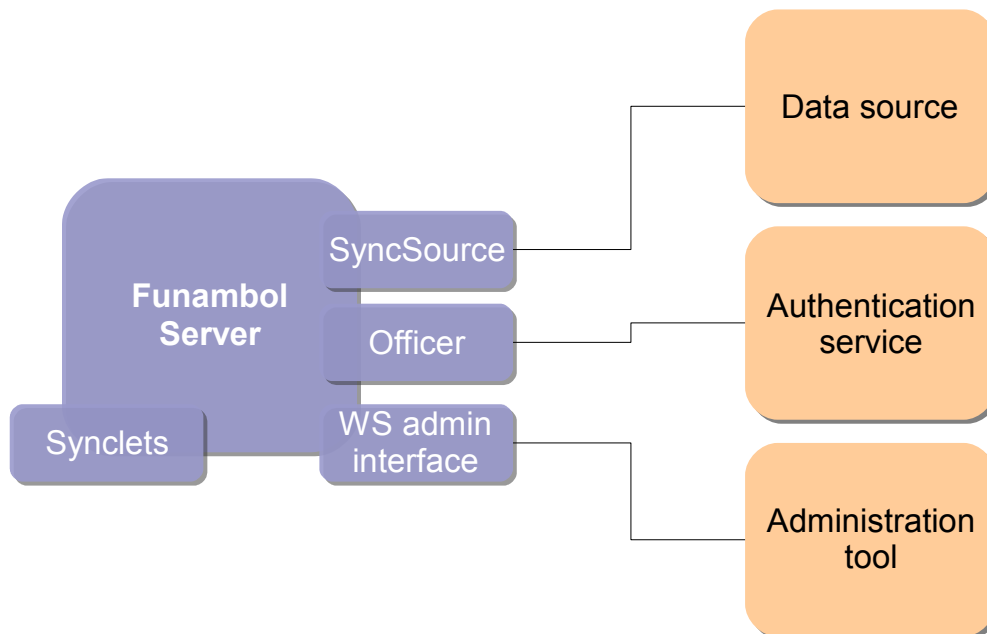 Data source
SyncSource
Funambol
Server
Officer
Authentication
service
Synclets
WS admin
interface
Administration
tool